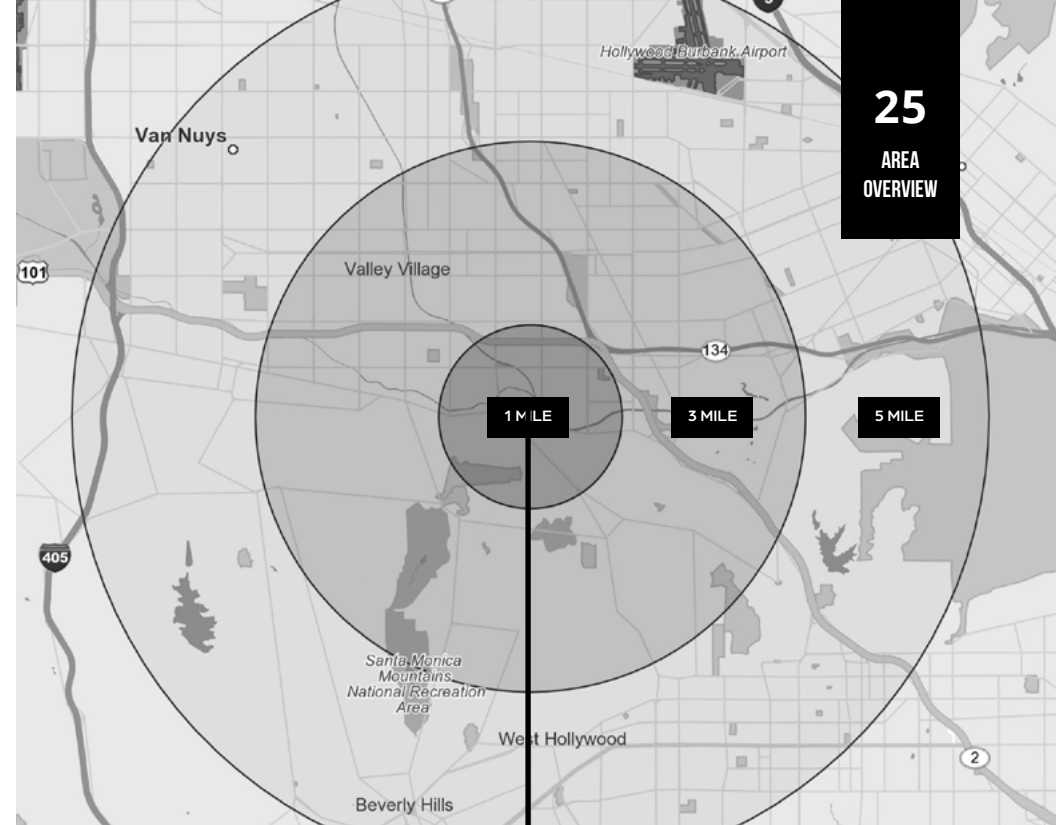 Hollywood Burbank Airport
25
AREA
OVERVIEW
Van Nuys
Valley Village
101
134
1 MILE
3 MILE
5 MILE
405
Santa Monica
Mountains
National Recreation
Area
West Hollywood
2
Beverly Hills